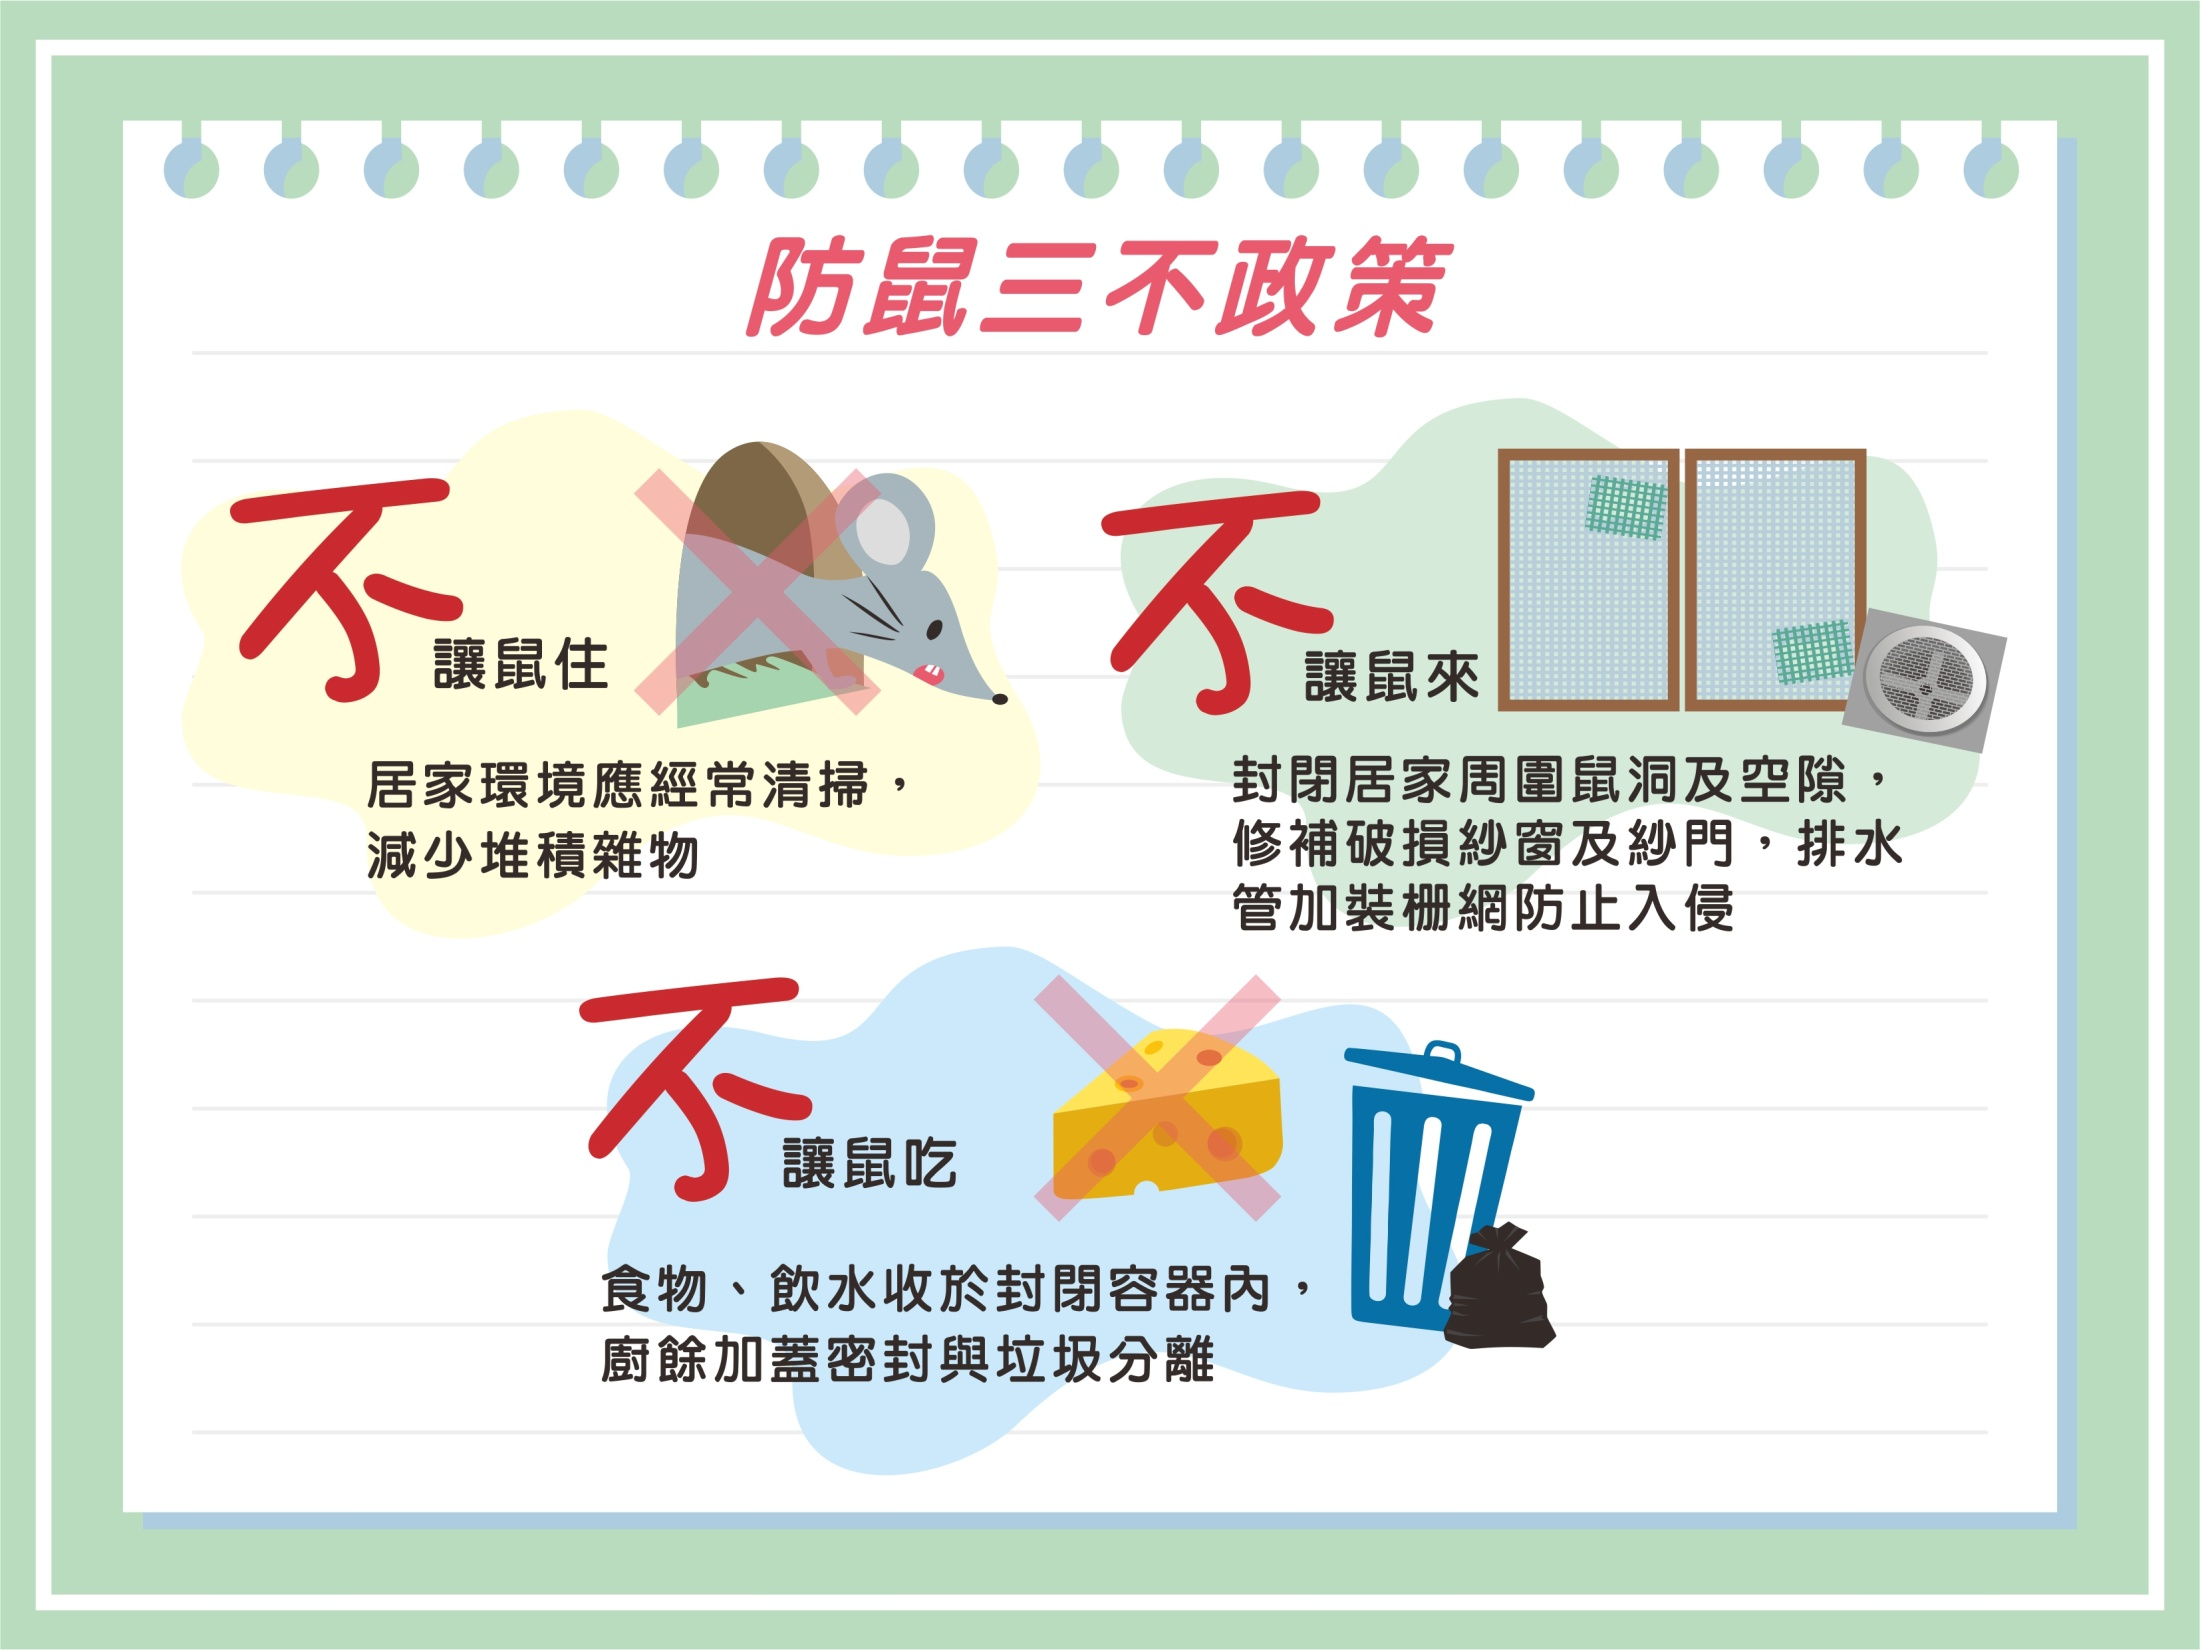 防鼠三不政策
不讓鼠住
居家環境應經常清掃，
減少堆積雜物
不讓鼠來
封閉居家周圍鼠洞及空隙，
修補破損紗窗及紗門，排水
管加裝柵網防止入侵
不讓鼠吃
食物、飲水收於封閉容器內，
廚餘加蓋密封與垃圾分離